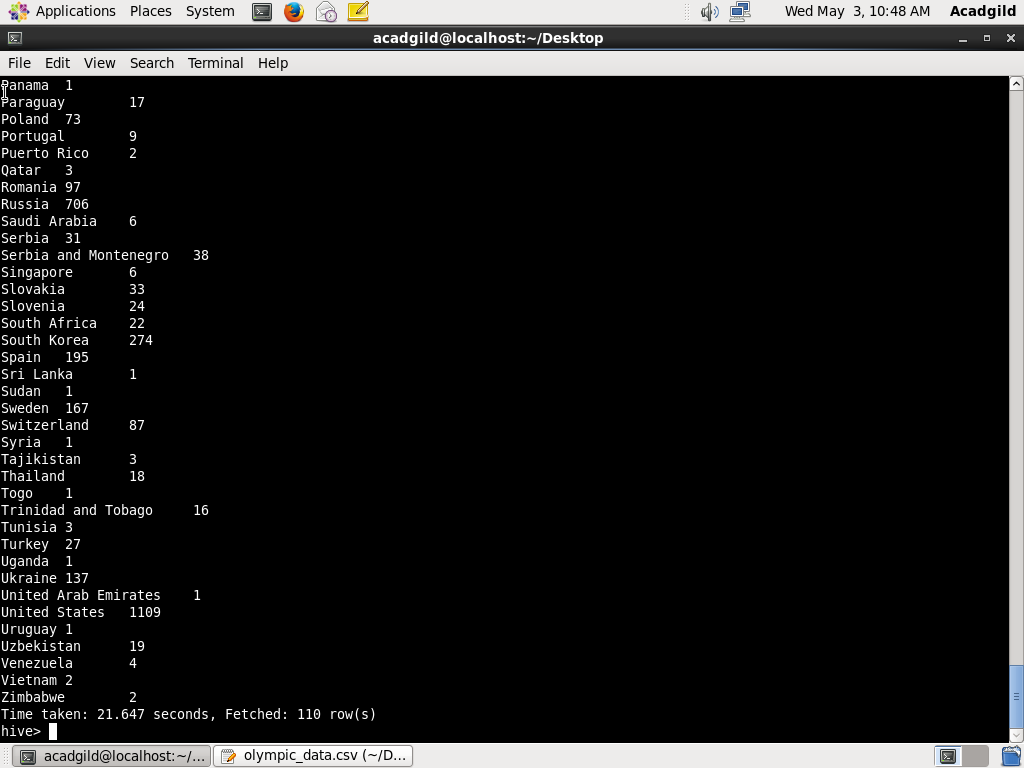 Applications Places System Wed May 3, 10:48 AM Acadgild
acadgild@localhost:~/Desktop
File Edit View Search Terminal Help
Panama 1
Paraguay 17
Poland 73
Portugal 9
Puerto Rico 2
Qatar 3
Romania 97
Russia 706
Saudi Arabia 6
Serbia 31
Serbia and Montenegro 38
Singapore 6
Slovakia 33
Slovenia 24
South Africa 22
South Korea 274
Spain 195
Sri Lanka 1
Sudan 1
Sweden 167
Switzerland 87
Syria 1
Tajikistan 3
Thailand 18
Togo 1
Trinidad and Tobago 16
Tunisia 3
Turkey 27
Uganda 1
Ukraine 137
United Arab Emirates 1
United States 1109
Uruguay 1
Uzbekistan 19
Venezuela 4
Vietnam 2
Zimbabwe 2
Time taken: 21.647 seconds, Fetched: 110 row(s)
hive>
acadgild@localhost:~/... olympic_data.csv (~/D...